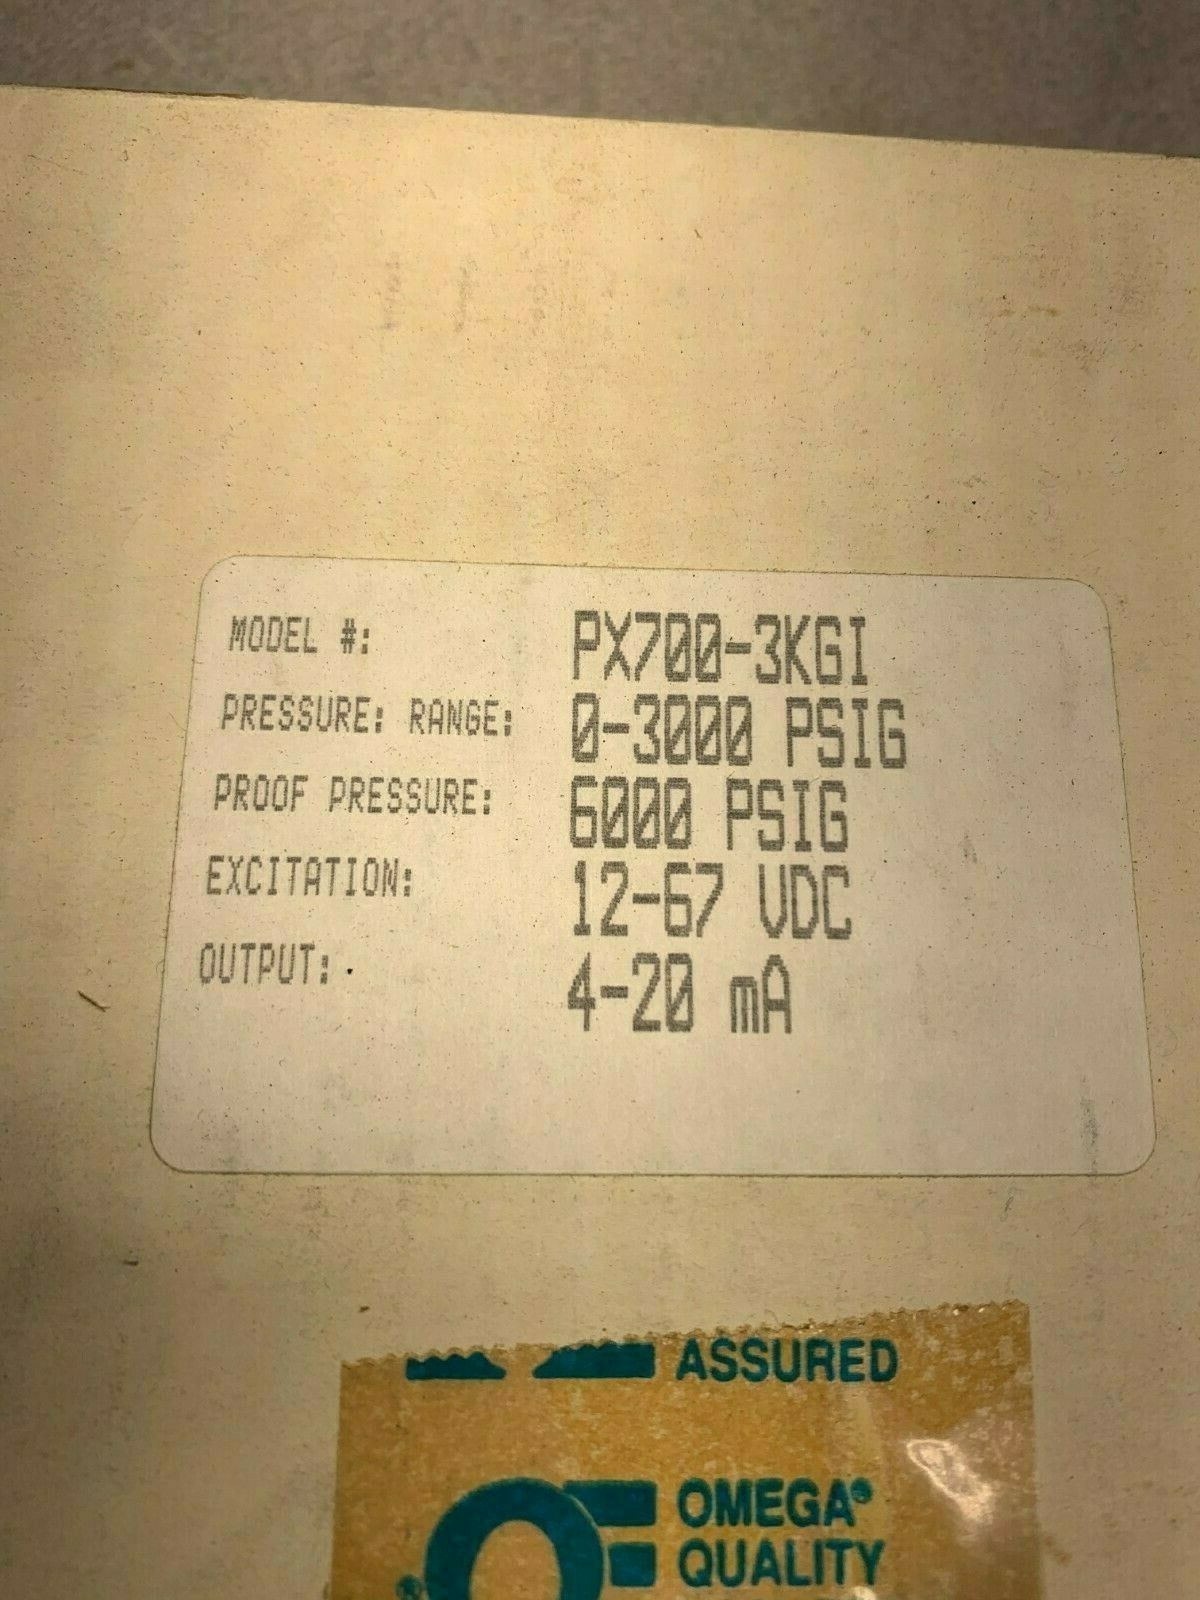 MODEL #: PX700-3KGI
PRESSURE: RANGE: 0-3000 PSIG
PROOF PRESSURE: 6000 PSIG
EXCITATION: 12-67 VDC
OUTPUT: 4-20 mA
ASSURED
OMEGA®
QUALITY
®